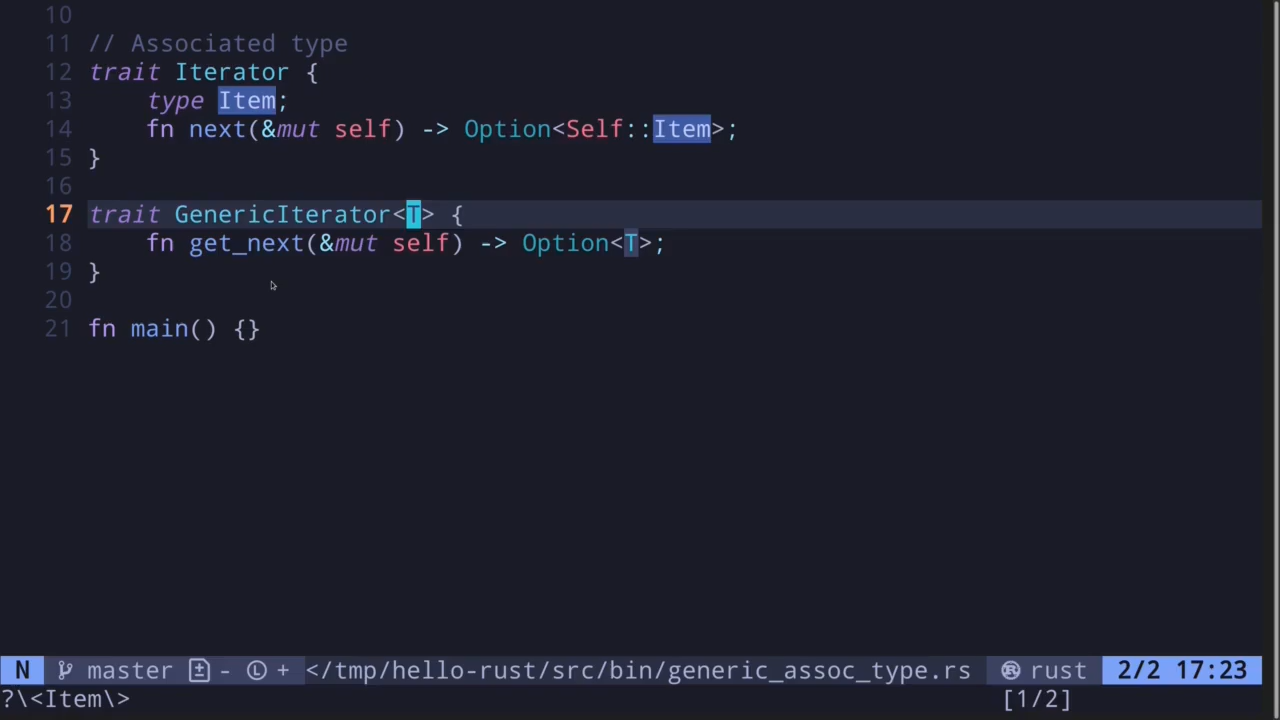 10
11 // Associated type
12 trait Iterator {
13     type Item;
14     fn next(&mut self) -> Option<Self::Item>;
15 }
16
17 trait GenericIterator<T> {
18     fn get_next(&mut self) -> Option<T>;
19 }
20
21 fn main() {}
N master - + </tmp/hello-rust/src/bin/generic_assoc_type.rs rust 2/2 17:23
?\<Item\> [1/2]